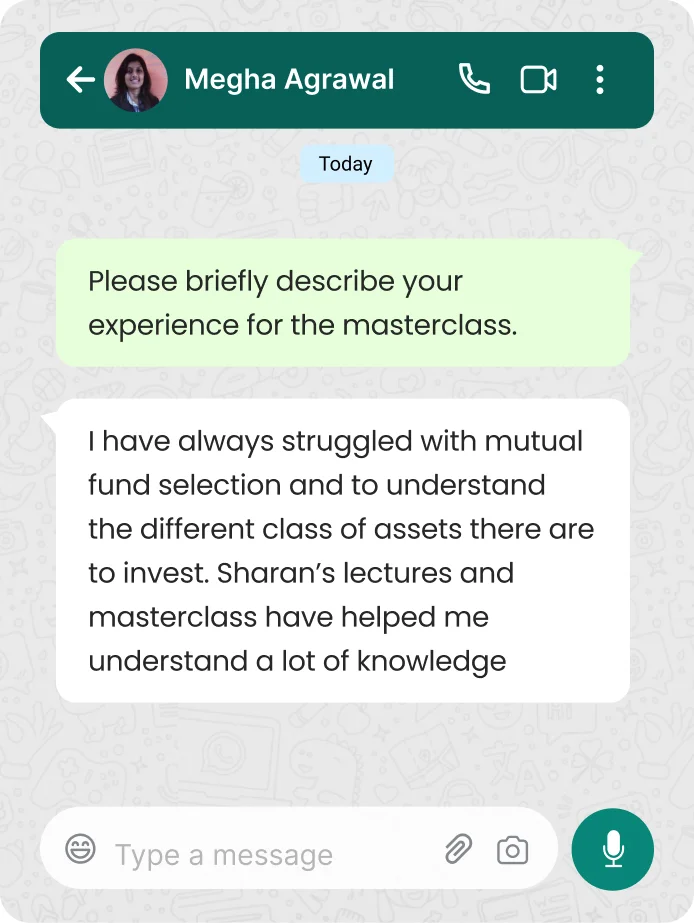 Megha Agrawal
Today
Please briefly describe your
experience for the masterclass.
I have always struggled with mutual
fund selection and to understand
the different class of assets there are
to invest. Sharan’s lectures and
masterclass have helped me
understand a lot of knowledge
Type a message